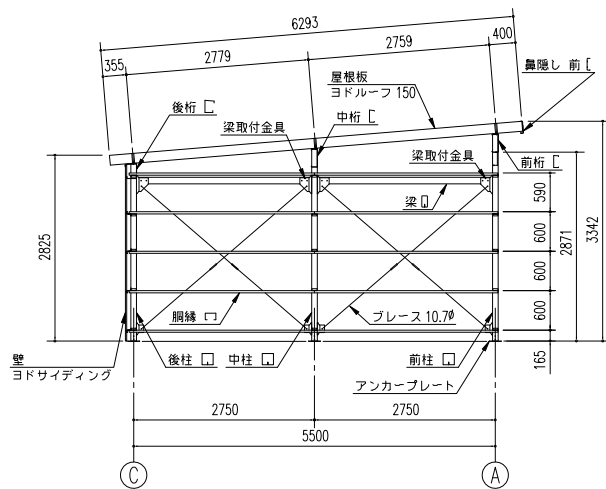 6293
355
2779
2759
400
鼻隠し 前
屋根板
ヨドルーフ 150
後桁
中桁
梁取付金具
梁取付金具
前桁
梁
2825
590
600
600
600
165
2871
3342
胴縁
ブレース 10.7φ
後柱
中柱
前柱
壁
ヨドサイディング
アンカープレート
2750
2750
5500
C
A